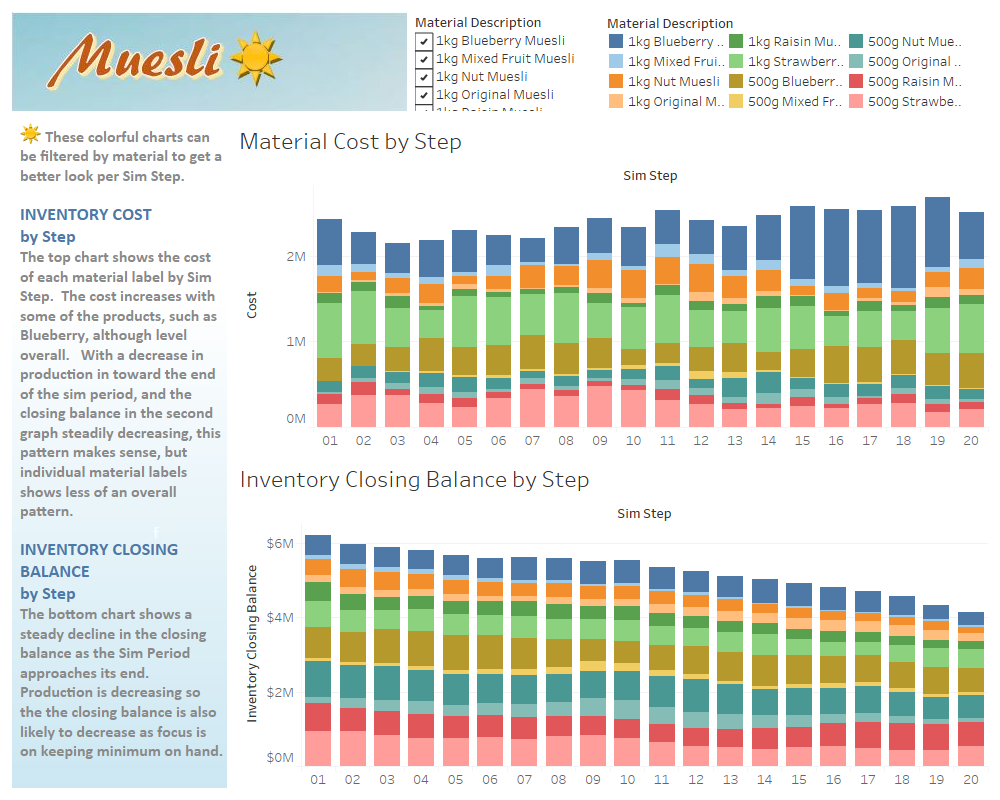 Muesli
Material Description
1kg Blueberry Muesli
1kg Mixed Fruit Muesli
1kg Nut Muesli
1kg Original Muesli
Material Description
1kg Blueberry ..
1kg Raisin Mu..
500g Nut Mue..
1kg Mixed Frui..
1kg Strawberr..
500g Original ..
1kg Nut Muesli
500g Blueberr..
500g Raisin M..
1kg Original M..
500g Mixed Fr..
500g Strawbe..
These colorful charts can
be filtered by material to get a
better look per Sim Step.
INVENTORY COST
by Step
The top chart shows the cost
of each material label by Sim
Step. The cost increases with
some of the products, such as
Blueberry, although level
overall. With a decrease in
production in toward the end
of the sim period, and the
closing balance in the second
graph steadily decreasing, this
pattern makes sense, but
individual material labels
shows less of an overall
pattern.
INVENTORY CLOSING
BALANCE
by Step
The bottom chart shows a
steady decline in the closing
balance as the Sim Period
approaches its end.
Production is decreasing so
the the closing balance is also
likely to decrease as focus is
on keeping minimum on hand.
Material Cost by Step
Sim Step
Cost
2M
1M
0M
01 02 03 04 05 06 07 08 09 10 11 12 13 14 15 16 17 18 19 20
Inventory Closing Balance by Step
Sim Step
Inventory Closing Balance
$6M
$4M
$2M
$0M
01 02 03 04 05 06 07 08 09 10 11 12 13 14 15 16 17 18 19 20